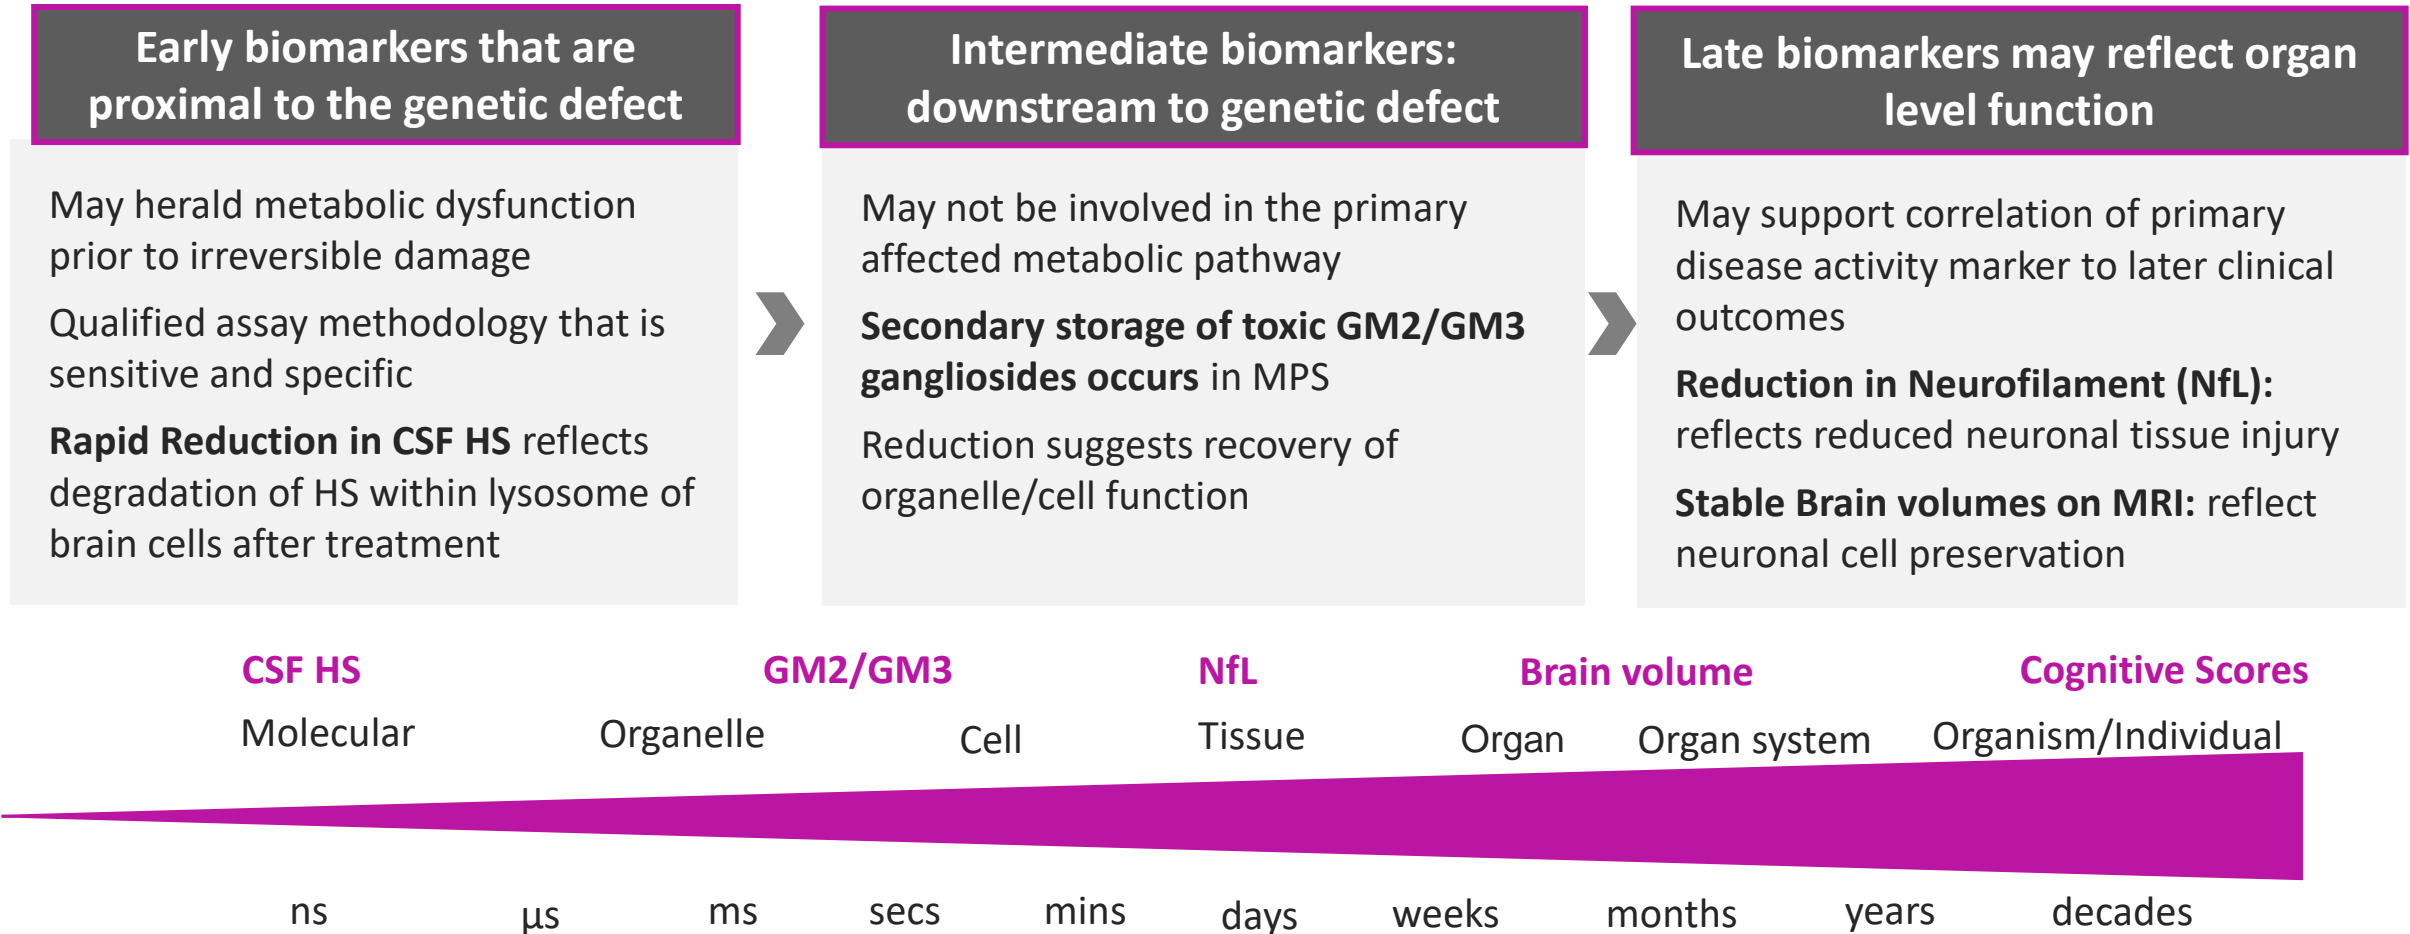 Early biomarkers that are
proximal to the genetic defect
May herald metabolic dysfunction
prior to irreversible damage
Qualified assay methodology that is
sensitive and specific
Rapid Reduction in CSF HS reflects
degradation of HS within lysosome of
brain cells after treatment
Intermediate biomarkers:
downstream to genetic defect
May not be involved in the primary
affected metabolic pathway
Secondary storage of toxic GM2/GM3
gangliosides occurs in MPS
Reduction suggests recovery of
organelle/cell function
Late biomarkers may reflect organ
level function
May support correlation of primary
disease activity marker to later clinical
outcomes
Reduction in Neurofilament (NfL):
reflects reduced neuronal tissue injury
Stable Brain volumes on MRI: reflect
neuronal cell preservation
CSF HS GM2/GM3 NfL Brain volume Cognitive Scores
Molecular Organelle Cell Tissue Organ Organ system Organism/Individual
ns µs ms secs mins days weeks months years decades